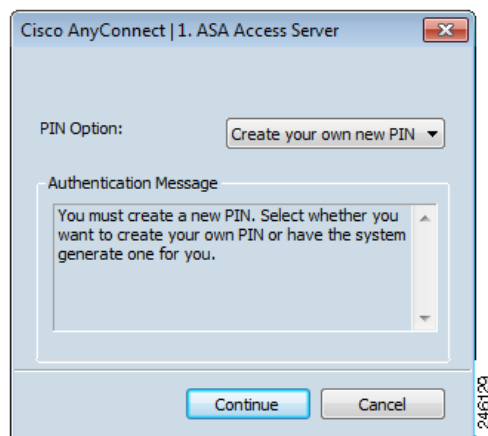 Cisco AnyConnect | 1. ASA Access Server
PIN Option:
Create your own new PIN
Authentication Message
You must create a new PIN. Select whether you
want to create your own PIN or have the system
generate one for you.
Continue
Cancel
246129